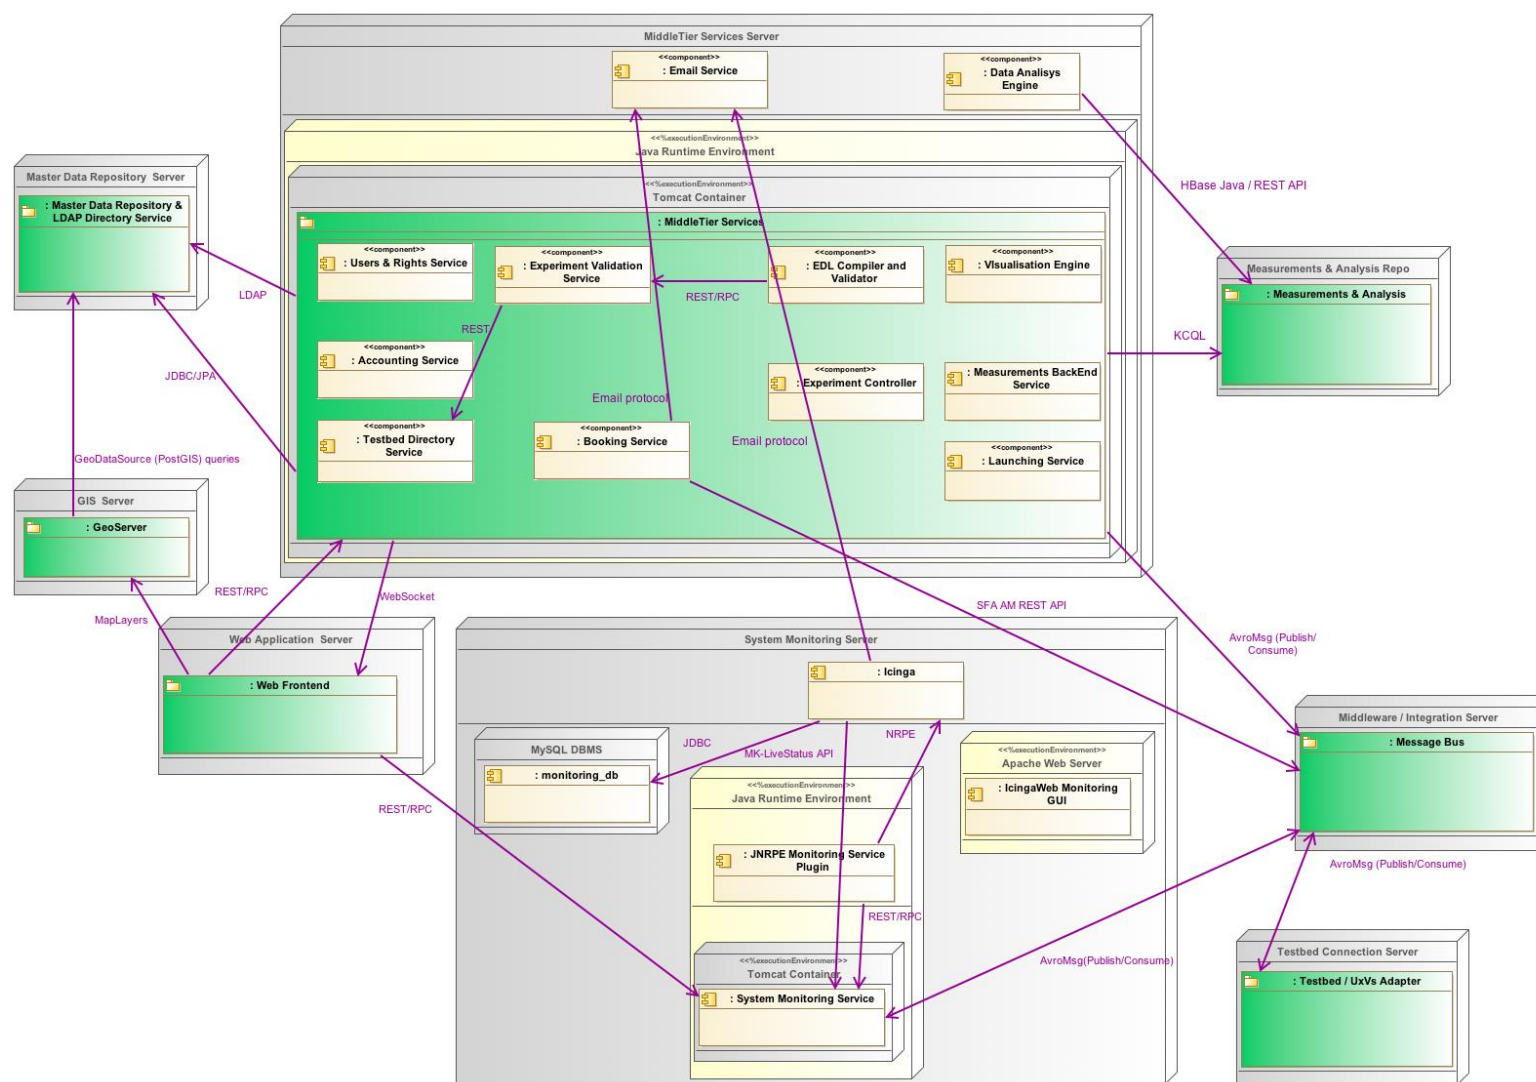 MiddleTier Services Server
<<component>>
: Email Service
<<component>>
: Data Analisys
Engine
<<%executionEnvironment>>
Java Runtime Environment
<<%executionEnvironment>>
Tomcat Container
: MiddleTier Services
<<component>>
: Users & Rights Service
<<component>>
: Experiment Validation
Service
<<component>>
: EDL Compiler and
Validator
<<component>>
: VIsualisation Engine
REST/RPC
REST
<<component>>
: Accounting Service
<<component>>
: Experiment Controller
<<component>>
: Measurements BackEnd
Service
Email protocol
Email protocol
<<component>>
: Testbed Directory
Service
<<component>>
: Booking Service
<<component>>
: Launching Service
Master Data Repository  Server
: Master Data Repository &
LDAP Directory Service
LDAP
JDBC/JPA
GeoDataSource (PostGIS) queries
GIS  Server
: GeoServer
REST/RPC
MapLayers
WebSocket
HBase Java / REST API
Measurements & Analysis Repo
: Measurements & Analysis
KCQL
SFA AM REST API
AvroMsg (Publish/
Consume)
Web Application  Server
: Web Frontend
REST/RPC
System Monitoring Server
: Icinga
JDBC
MK-LiveStatus API
NRPE
MySQL DBMS
: monitoring_db
<<%executionEnvironment>>
Java Runtime Environment
: JNRPE Monitoring Service
Plugin
REST/RPC
<<%executionEnvironment>>
Tomcat Container
: System Monitoring Service
<<%executionEnvironment>>
Apache Web Server
: IcingaWeb Monitoring
GUI
AvroMsg(Publish/Consume)
Middleware / Integration Server
: Message Bus
AvroMsg (Publish/Consume)
Testbed Connection Server
: Testbed / UxVs Adapter